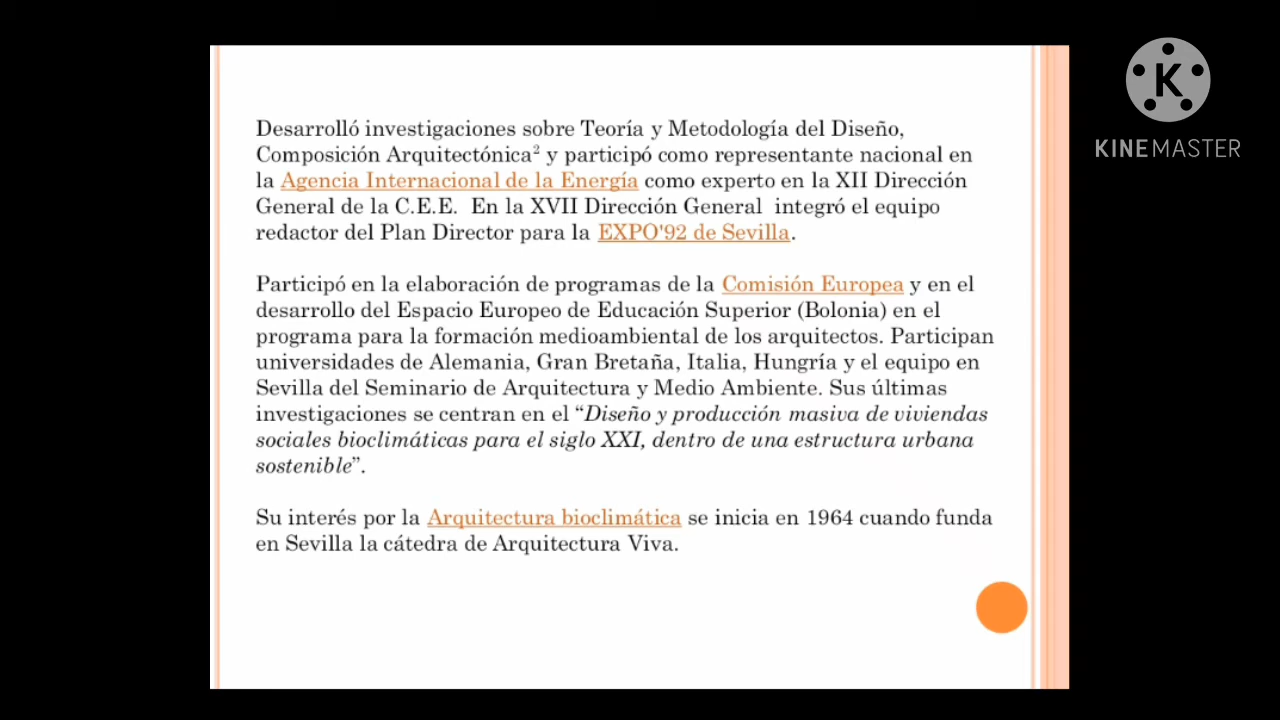 Desarrolló investigaciones sobre Teoría y Metodología del Diseño,
Composición Arquitectónica² y participó como representante nacional en
la Agencia Internacional de la Energía como experto en la XII Dirección
General de la C.E.E. En la XVII Dirección General integró el equipo
redactor del Plan Director para la EXPO'92 de Sevilla.
Participó en la elaboración de programas de la Comisión Europea y en el
desarrollo del Espacio Europeo de Educación Superior (Bolonia) en el
programa para la formación medioambiental de los arquitectos. Participan
universidades de Alemania, Gran Bretaña, Italia, Hungría y el equipo en
Sevilla del Seminario de Arquitectura y Medio Ambiente. Sus últimas
investigaciones se centran en el “Diseño y producción masiva de viviendas
sociales bioclimáticas para el siglo XXI, dentro de una estructura urbana
sostenible”.
Su interés por la Arquitectura bioclimática se inicia en 1964 cuando funda
en Sevilla la cátedra de Arquitectura Viva.
K
KINEMASTER